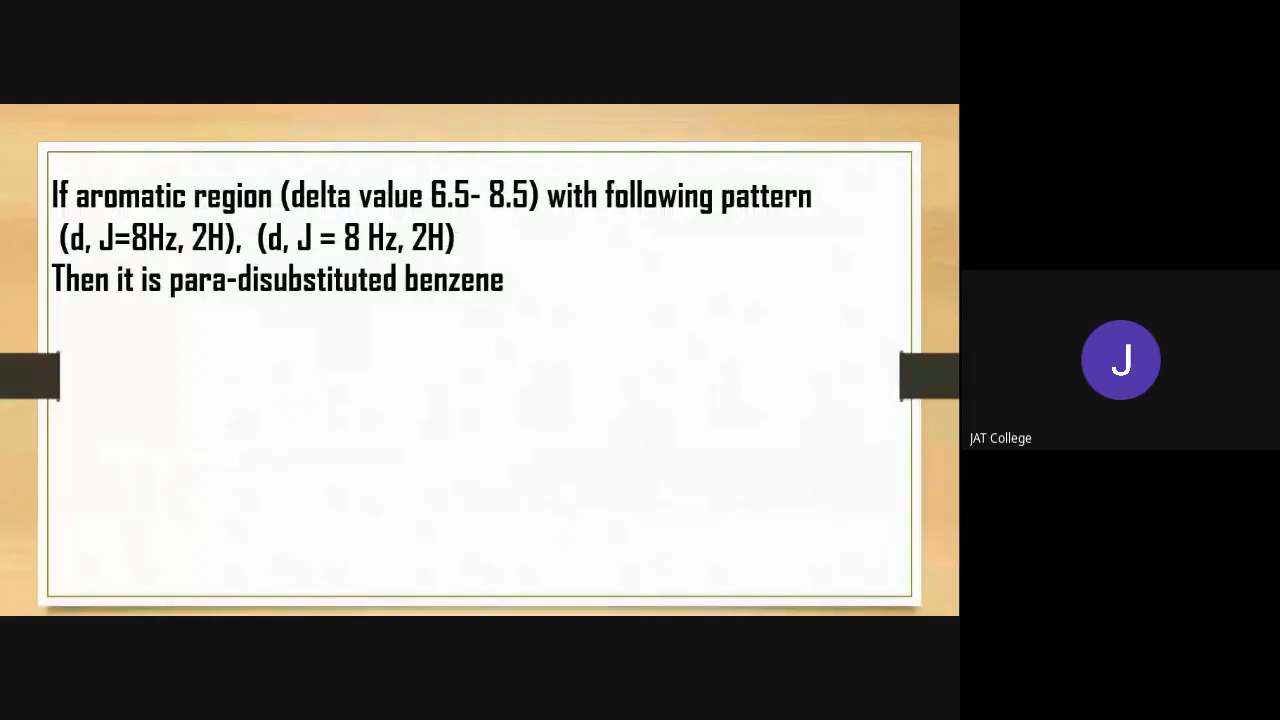 If aromatic region (delta value 6.5- 8.5) with following pattern
(d, J=8Hz, 2H), (d, J = 8 Hz, 2H)
Then it is para-disubstituted benzene
J
JAT College